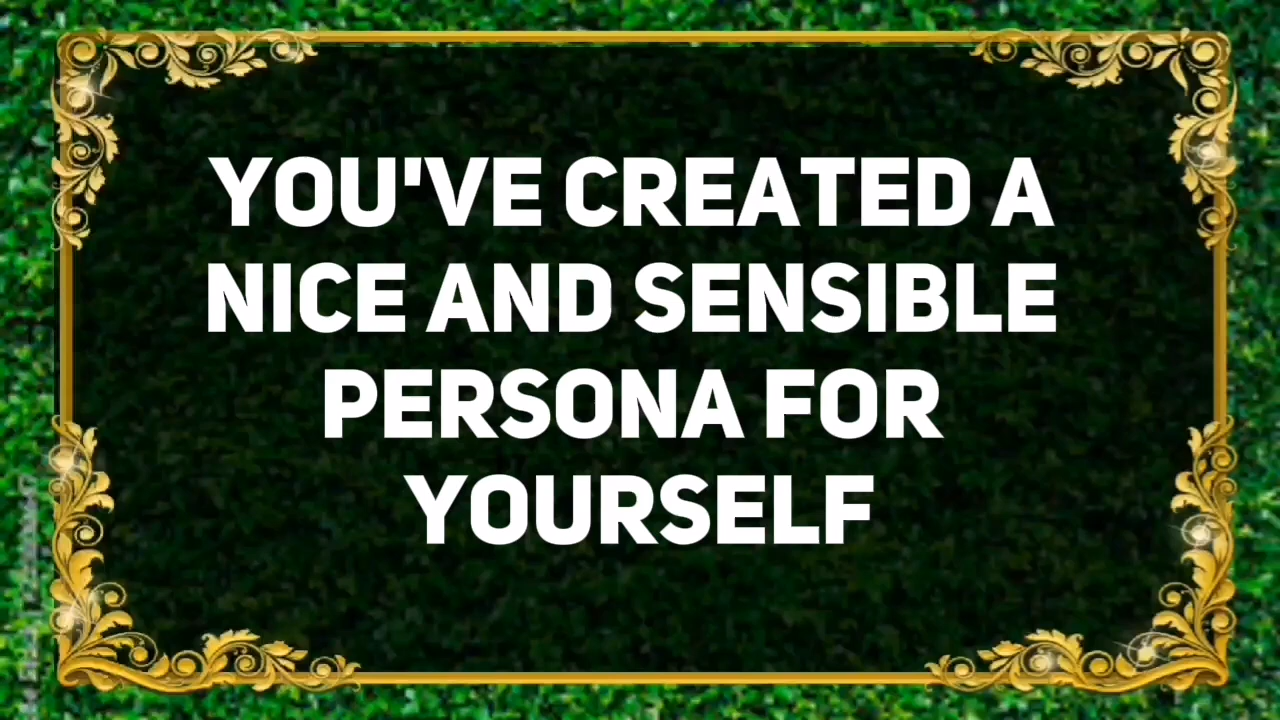 YOU'VE CREATED A
NICE AND SENSIBLE
PERSONA FOR
YOURSELF